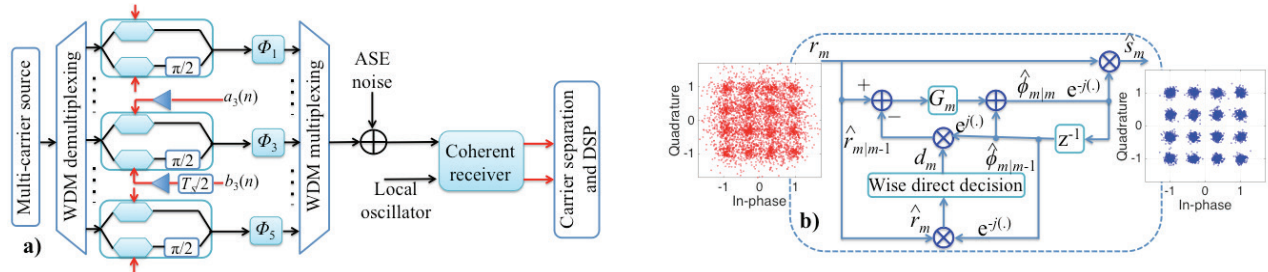 Multi-carrier source
WDM demultiplexing
π/2
Φ1
a3(n)
π/2
Φ3
Ts/2
b3(n)
π/2
Φ5
WDM multiplexing
ASE
noise
Local
oscillator
Coherent
receiver
Carrier separation
and DSP
a)
rm
ŝm
Quadrature
1
0
-1
-1 0 1
In-phase
+
−
Gm
ϕ̂m|m
e-j(.)
r̂m|m-1
ej(.)
z-1
dm
ϕ̂m|m-1
Wise direct decision
r̂m
e-j(.)
b)
Quadrature
1
0
-1
-1 0 1
In-phase